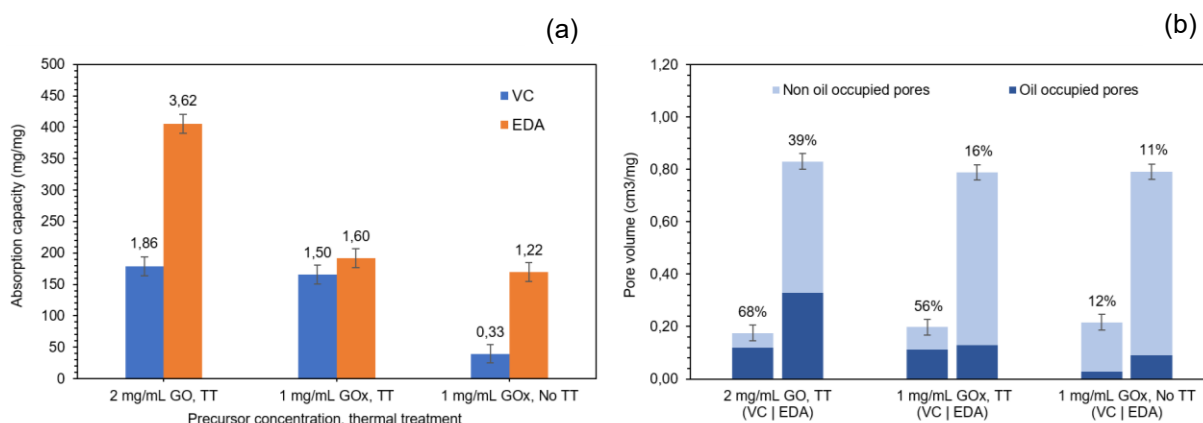 (a)
500
450
400
350
300
250
200
150
100
50
0
Absorption capacity (mg/mg)
VC
EDA
1,86
3,62
1,50
1,60
0,33
1,22
2 mg/mL GO, TT
1 mg/mL GOx, TT
1 mg/mL GOx, No TT
Precursor concentration, thermal treatment
(b)
1,20
1,00
0,80
0,60
0,40
0,20
0,00
Pore volume (cm3/mg)
Non oil occupied pores
Oil occupied pores
68%
39%
56%
16%
12%
11%
2 mg/mL GO, TT
(VC | EDA)
1 mg/mL GOx, TT
(VC | EDA)
1 mg/mL GOx, No TT
(VC | EDA)